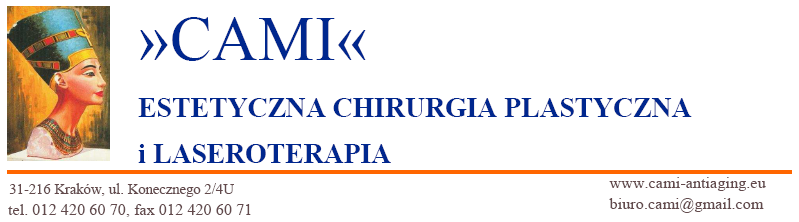 »CAMI«
ESTETYCZNA CHIRURGIA PLASTYCZNA
i LASEROTERAPIA
31-216 Kraków, ul. Konecznego 2/4U
www.cami-antiaging.eu
tel. 012 420 60 70, fax 012 420 60 71
biuro.cami@gmail.com